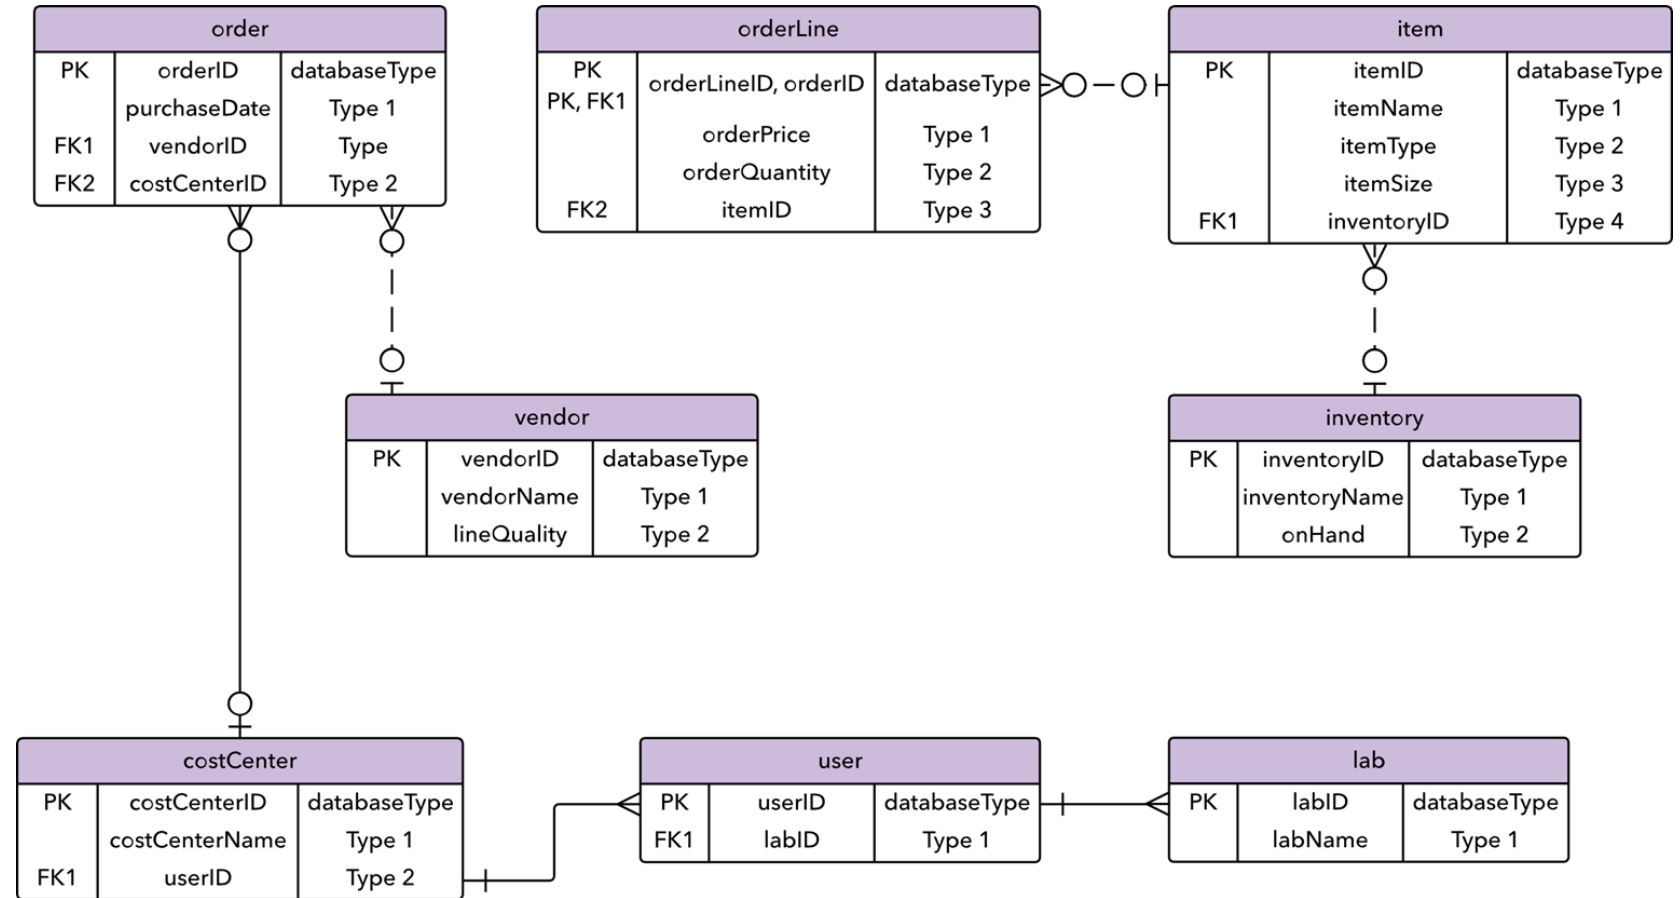 order
PK orderID databaseType
purchaseDate Type 1
FK1 vendorID Type
FK2 costCenterID Type 2
orderLine
PK
PK, FK1 orderLineID, orderID databaseType
orderPrice Type 1
orderQuantity Type 2
FK2 itemID Type 3
item
PK itemID databaseType
itemName Type 1
itemType Type 2
itemSize Type 3
FK1 inventoryID Type 4
vendor
PK vendorID databaseType
vendorName Type 1
lineQuality Type 2
inventory
PK inventoryID databaseType
inventoryName Type 1
onHand Type 2
costCenter
PK costCenterID databaseType
costCenterName Type 1
FK1 userID Type 2
user
PK userID databaseType
FK1 labID Type 1
lab
PK labID databaseType
labName Type 1